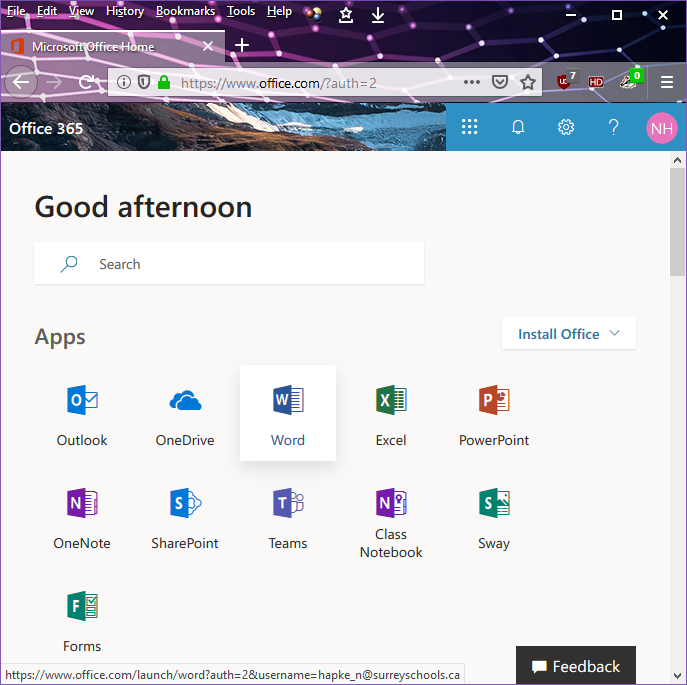 File Edit View History Bookmarks Tools Help
Microsoft Office Home
https://www.office.com/?auth=2
7
HD
0
Office 365
?
NH
Good afternoon
Search
Apps
Install Office
Outlook
OneDrive
Word
Excel
PowerPoint
OneNote
SharePoint
Teams
Class
Notebook
Sway
Forms
https://www.office.com/launch/word?auth=2&username=hapke_n@surreyschools.ca
Feedback